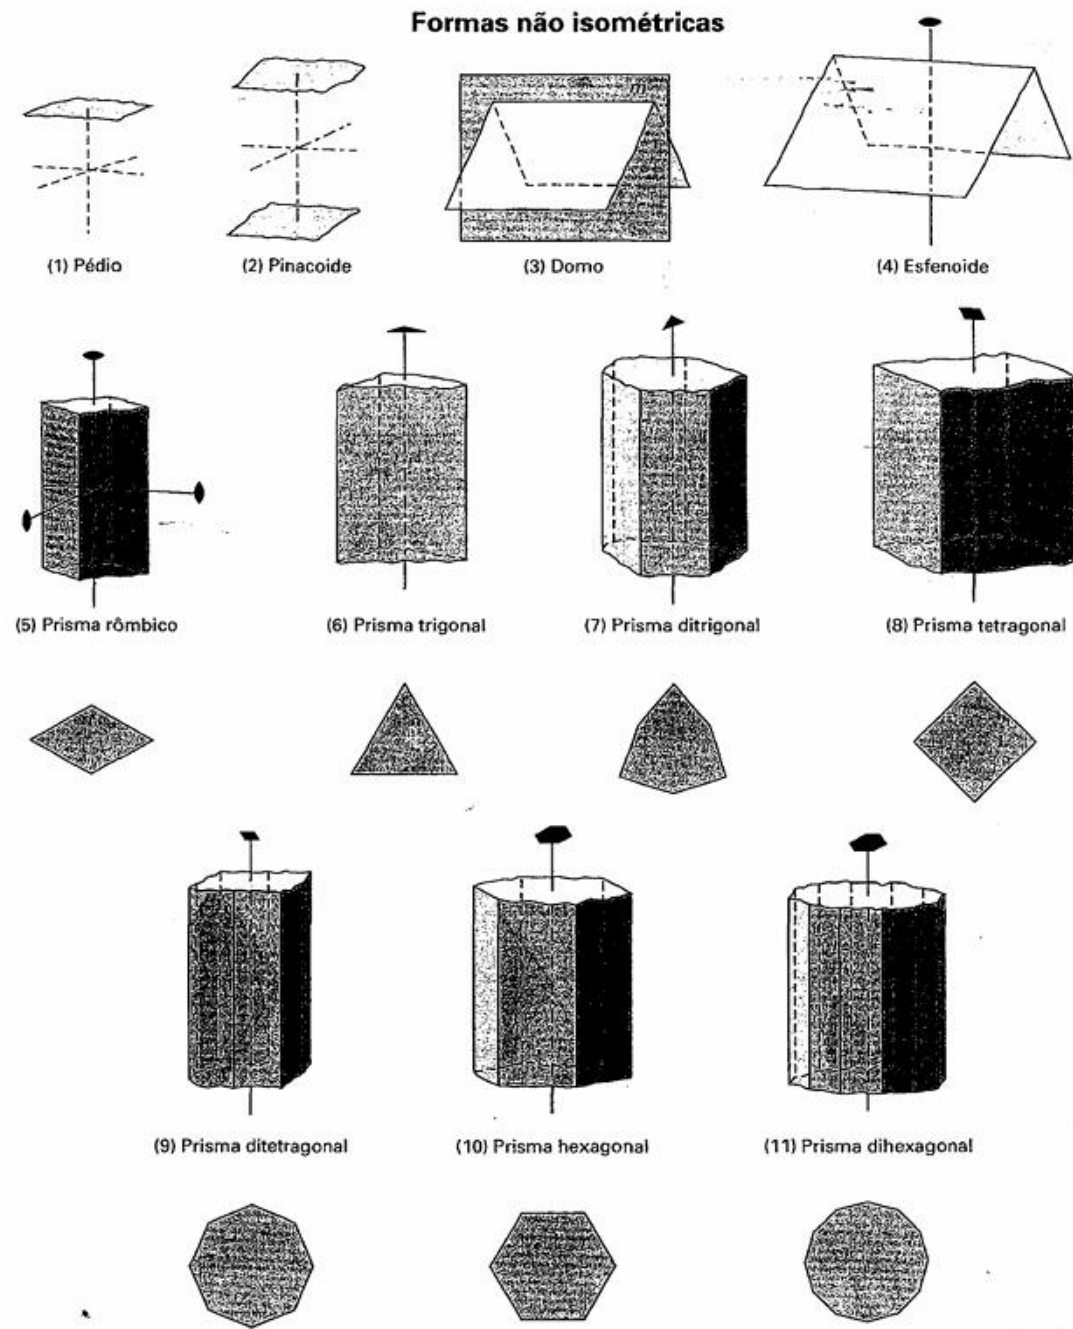 Formas não isométricas
m
(1) Pédio
(2) Pinacoide
(3) Domo
(4) Esfenoide
(5) Prisma rômbico
(6) Prisma trigonal
(7) Prisma ditrigonal
(8) Prisma tetragonal
(9) Prisma ditetragonal
(10) Prisma hexagonal
(11) Prisma dihexagonal